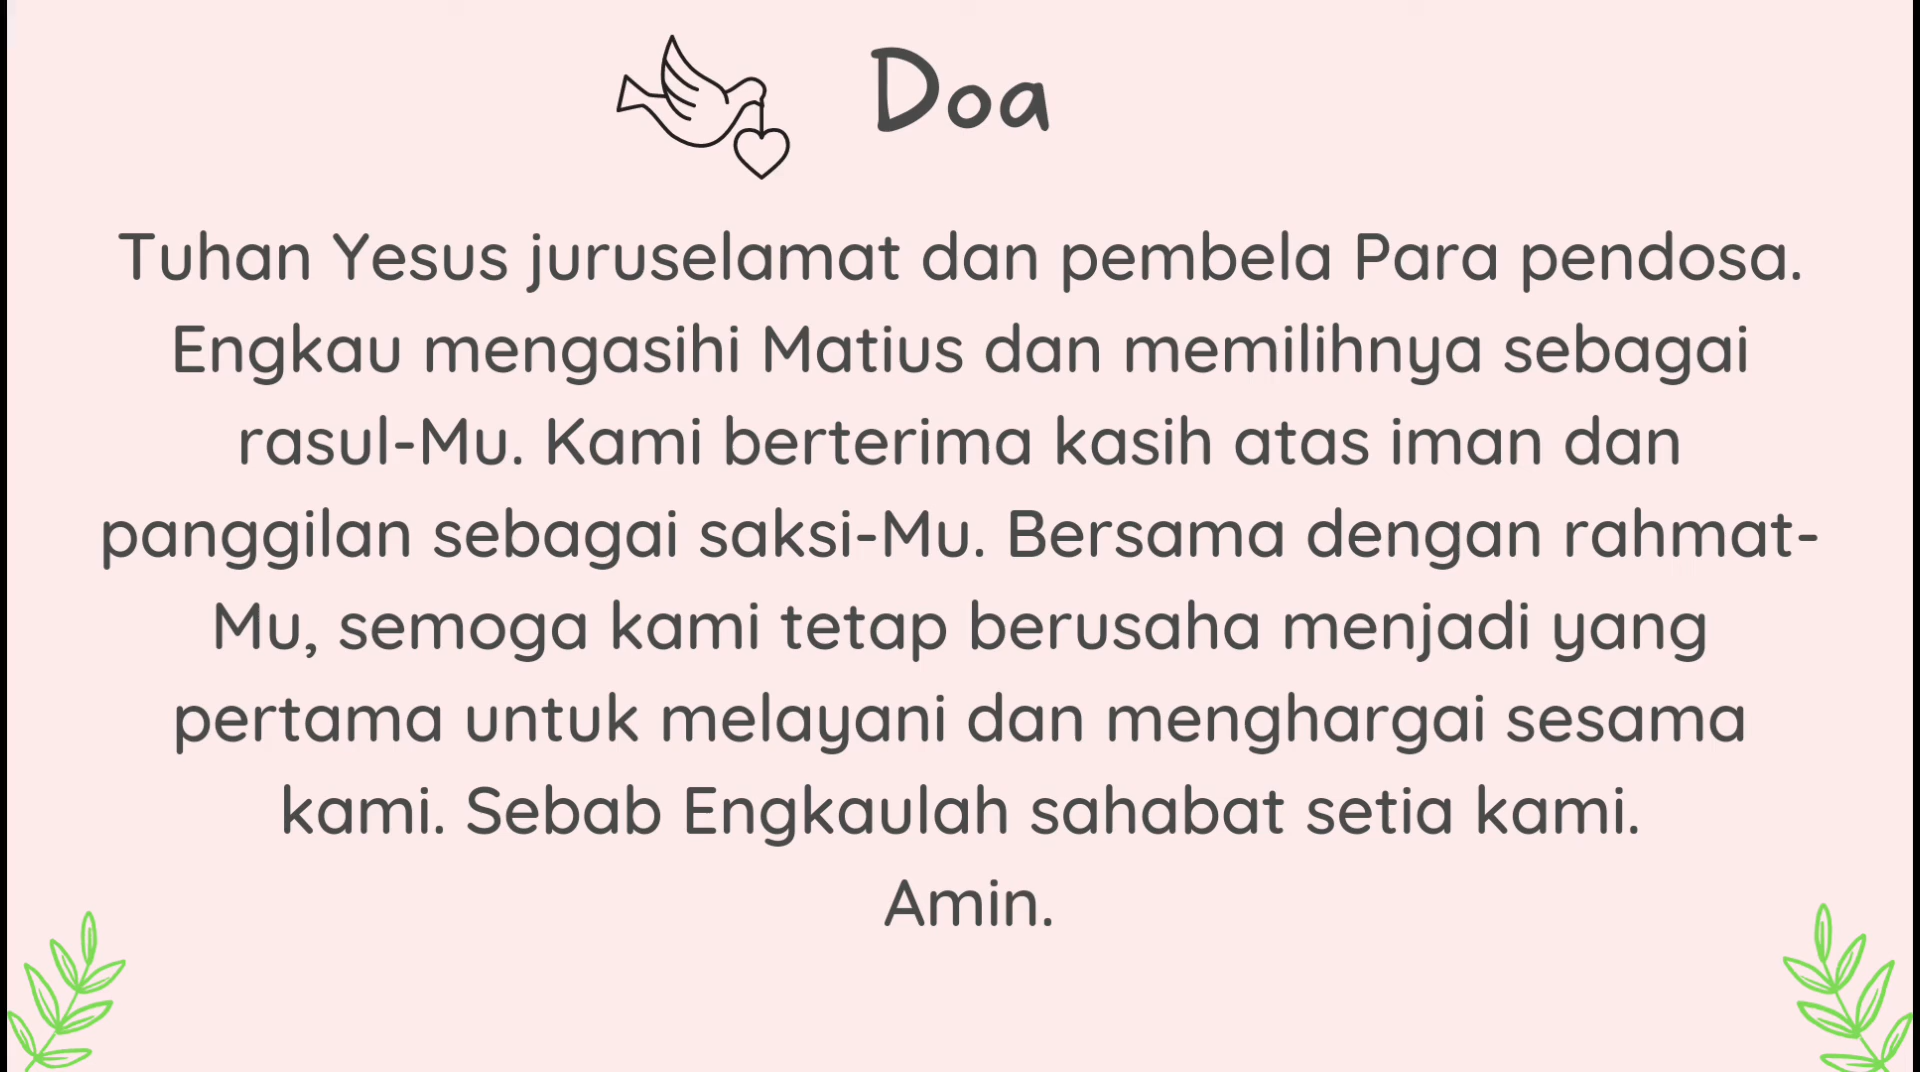 Doa
Tuhan Yesus juruselamat dan pembela Para pendosa.
Engkau mengasihi Matius dan memilihnya sebagai
rasul-Mu. Kami berterima kasih atas iman dan
panggilan sebagai saksi-Mu. Bersama dengan rahmat-
Mu, semoga kami tetap berusaha menjadi yang
pertama untuk melayani dan menghargai sesama
kami. Sebab Engkaulah sahabat setia kami.
Amin.